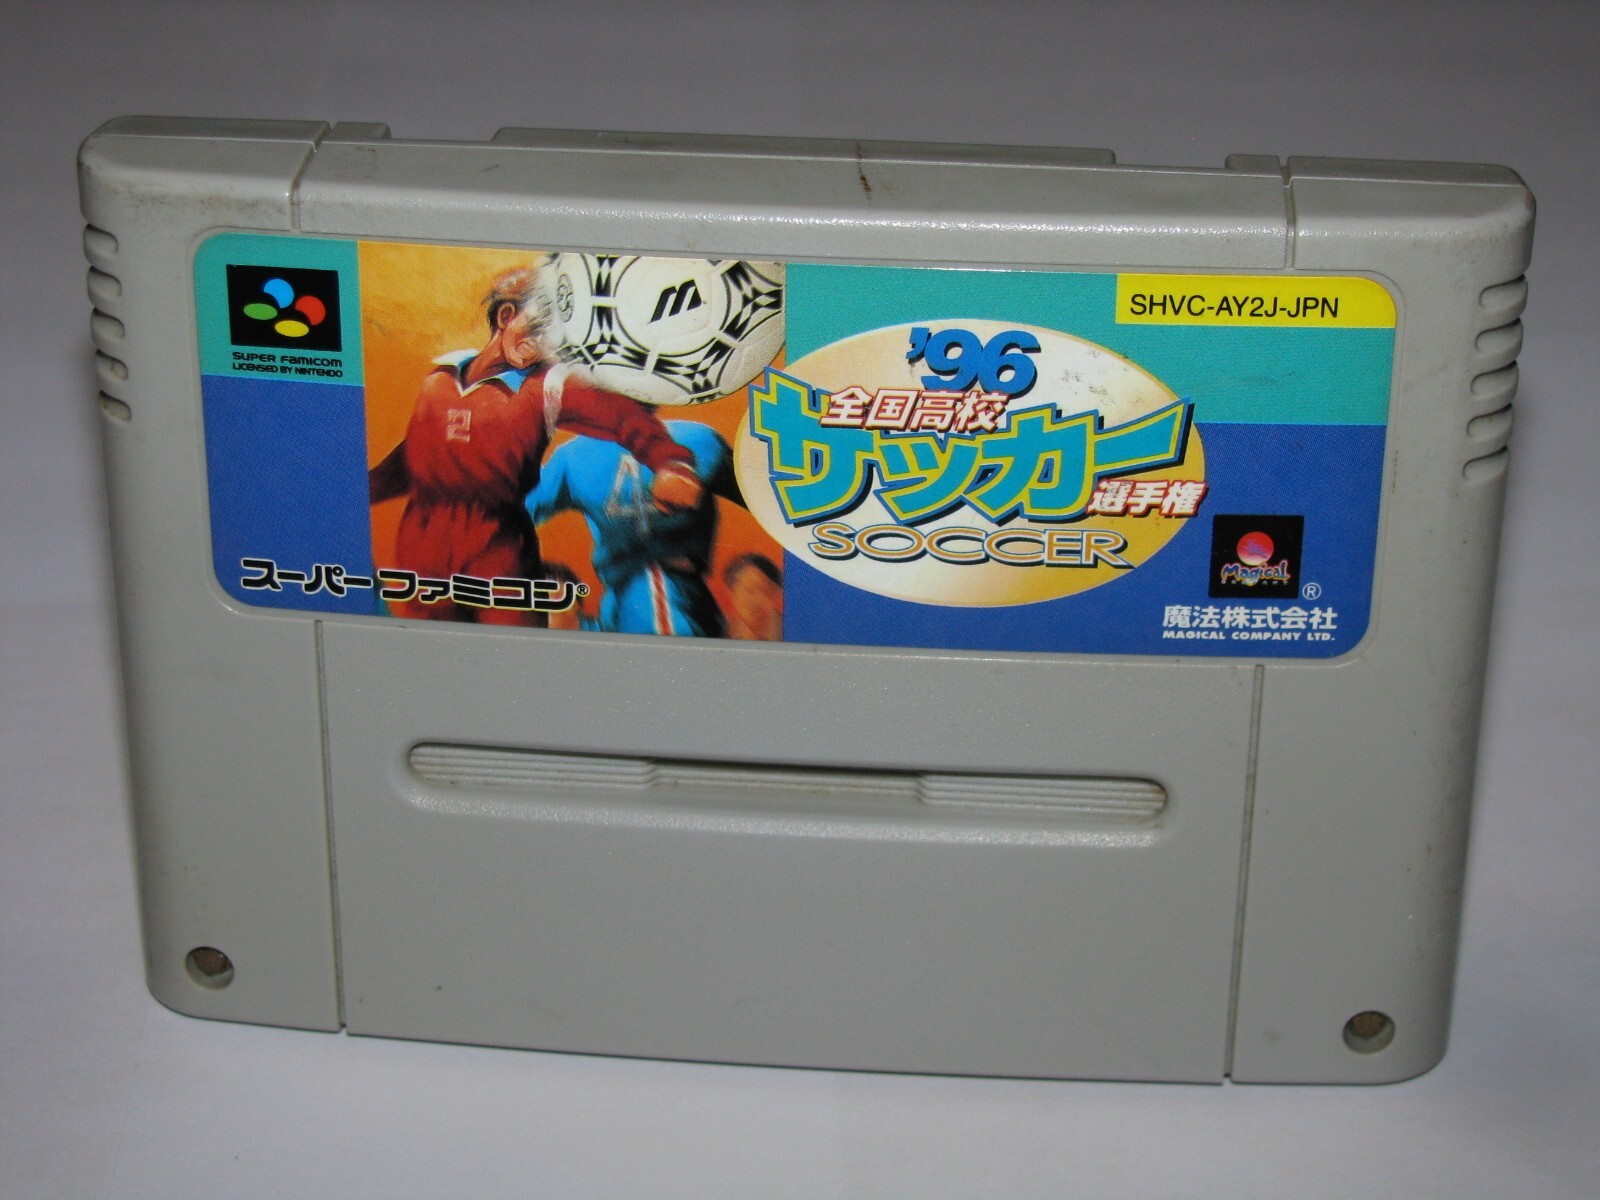 SUPER FAMICOM
LICENSED BY NINTENDO
2
4
SHVC-AY2J-JPN
'96
全国高校
サッカー
選手権
SOCCER
スーパーファミコン®
Magical
®
魔法株式会社
MAGICAL COMPANY LTD.